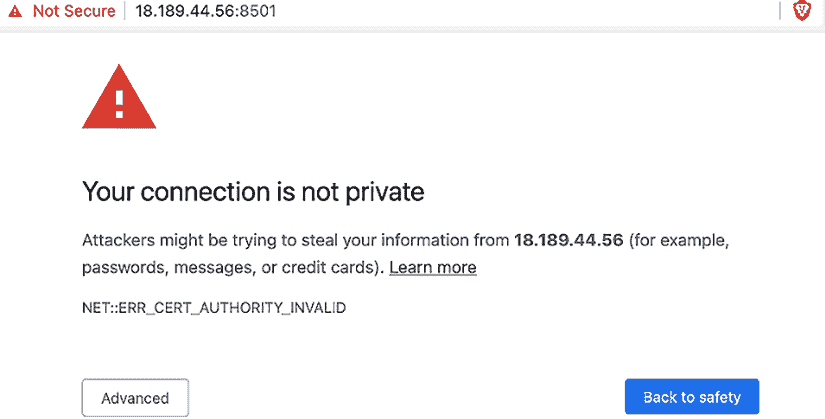 Not Secure 18.189.44.56:8501
Your connection is not private
Attackers might be trying to steal your information from 18.189.44.56 (for example,
passwords, messages, or credit cards). Learn more
NET::ERR_CERT_AUTHORITY_INVALID
Advanced Back to safety